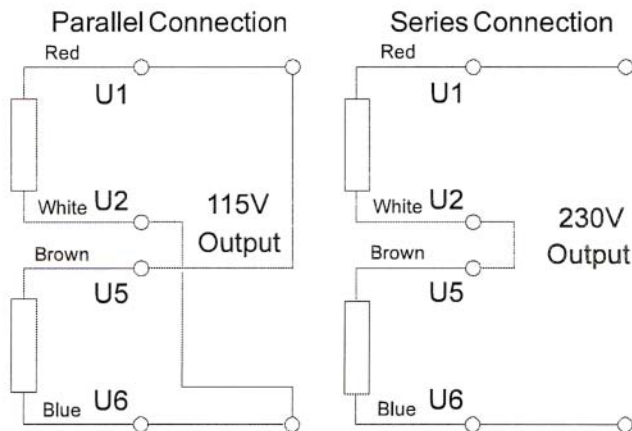 Parallel Connection
Red
U1
White
U2
115V
Output
Brown
U5
Blue
U6
Series Connection
Red
U1
White
U2
230V
Output
Brown
U5
Blue
U6